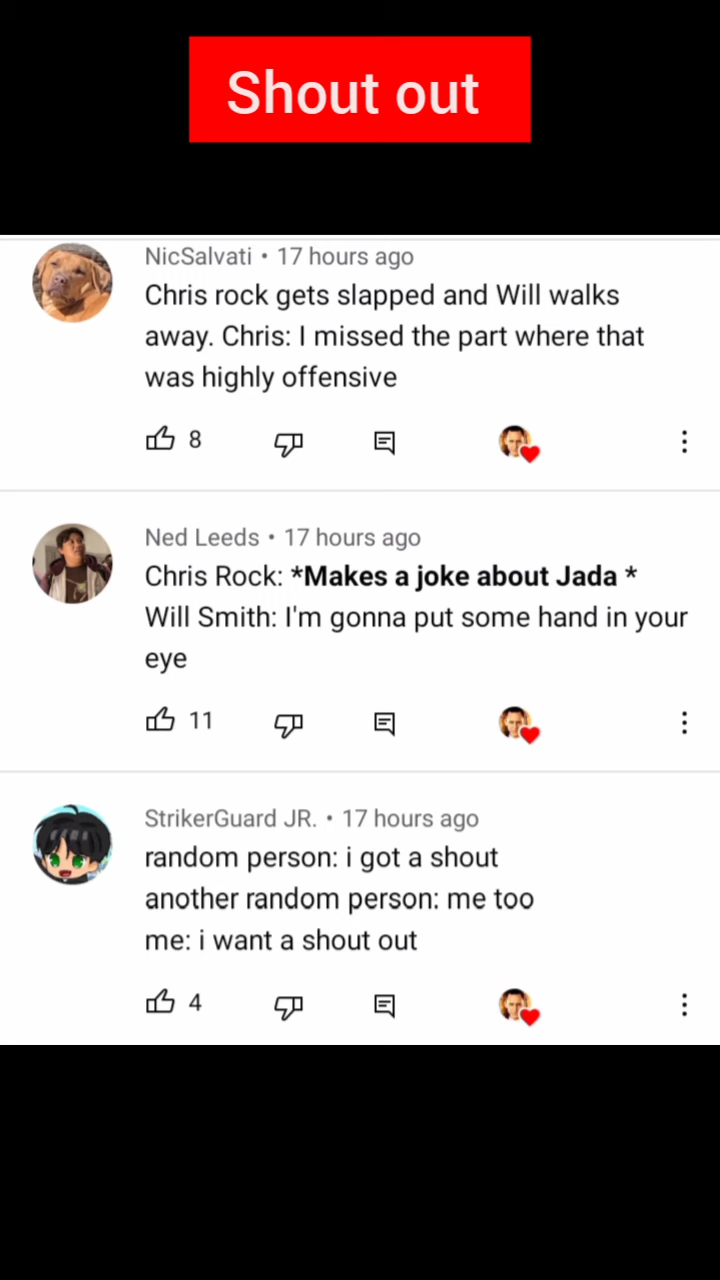 Shout out
NicSalvati • 17 hours ago
Chris rock gets slapped and Will walks
away. Chris: I missed the part where that
was highly offensive
8
Ned Leeds • 17 hours ago
Chris Rock: *Makes a joke about Jada *
Will Smith: I'm gonna put some hand in your
eye
11
StrikerGuard JR. • 17 hours ago
random person: i got a shout
another random person: me too
me: i want a shout out
4